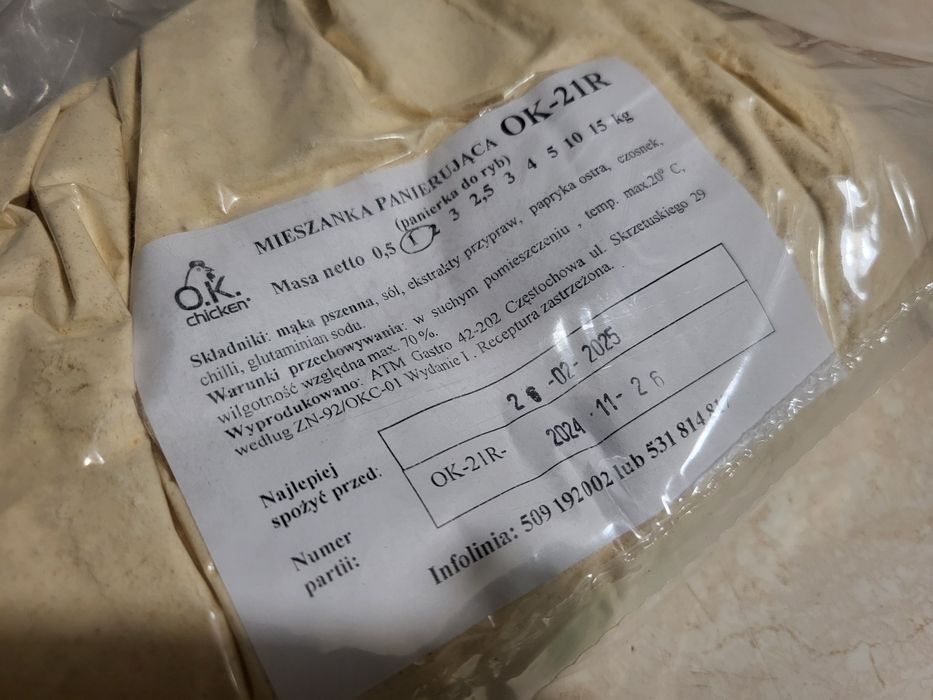 MIESZANKA PANIERUJĄCA OK-21R
(panierka do ryb)
Masa netto 0,5 1 2 3 2,5 3 4 5 10 15 kg
O.K.
chicken
Składniki: mąka pszenna, sól, ekstrakty przypraw, papryka ostra, czosnek,
chilli, glutaminian sodu.
Warunki przechowywania: w suchym pomieszczeniu , temp. max.20° C,
wilgotność względna max 70 %.
Wyprodukowano: ATM Gastro 42-202 Częstochowa ul. Skrzetuskiego 29
według ZN-92/OKC-01 Wydanie I . Receptura zastrzeżona.
Najlepiej
spożyć przed:
-02-2025
Numer
partii:
OK-21R- 2024 -11- 26
Infolinia: 509 192 002 lub 531 814